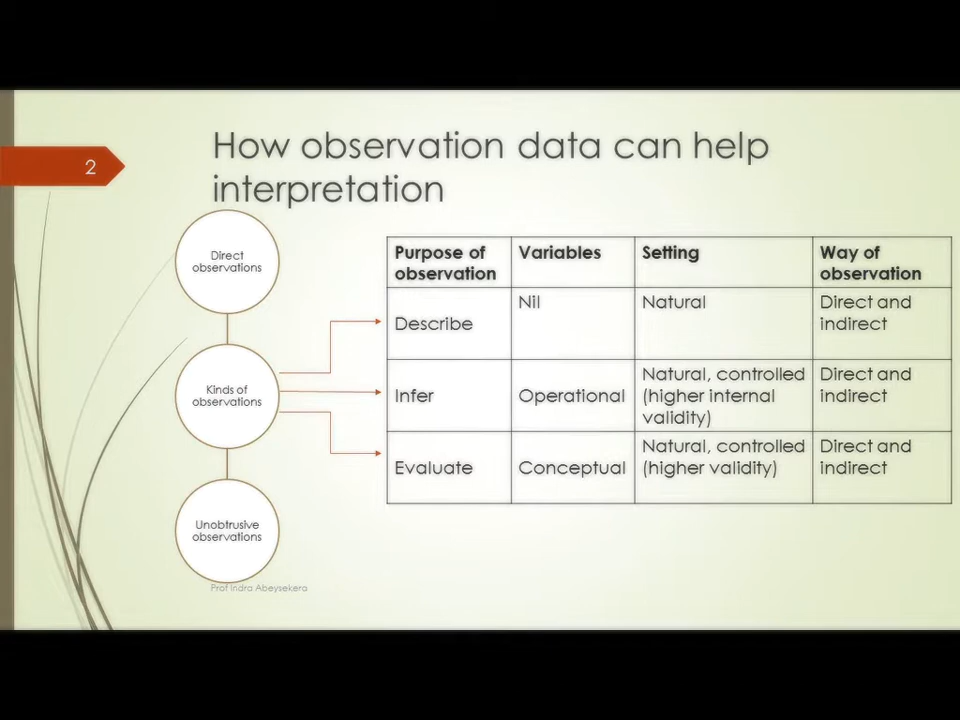 2
How observation data can help
interpretation
Direct
observations
Kinds of
observations
Unobtrusive
observations
Prof Indra Abeysekera
Purpose of
observation
Variables
Setting
Way of
observation
Describe
Nil
Natural
Direct and
indirect
Infer
Operational
Natural, controlled
(higher internal
validity)
Direct and
indirect
Evaluate
Conceptual
Natural, controlled
(higher validity)
Direct and
indirect